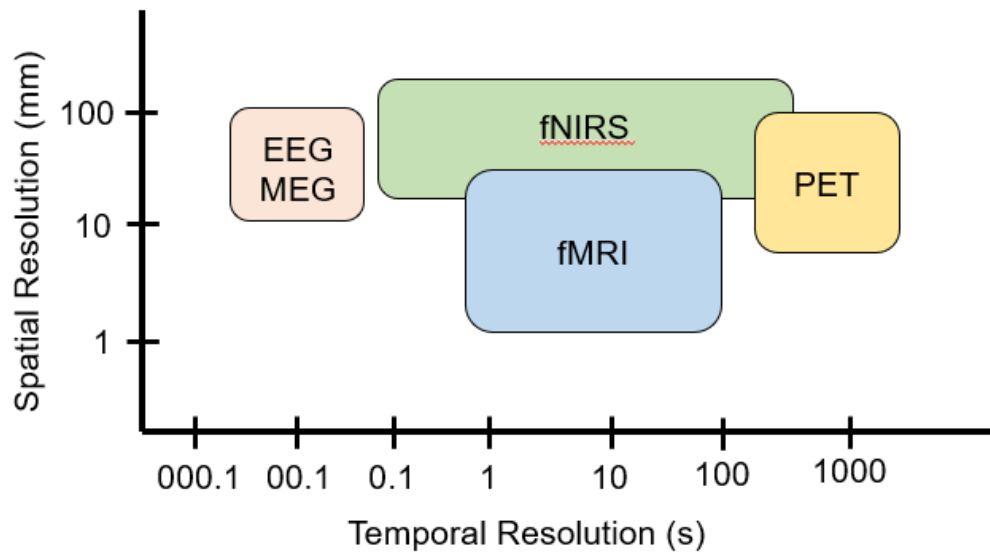 Spatial Resolution (mm)
100
10
1
EEG
MEG
fNIRS
fMRI
PET
000.1
00.1
0.1
1
10
100
1000
Temporal Resolution (s)